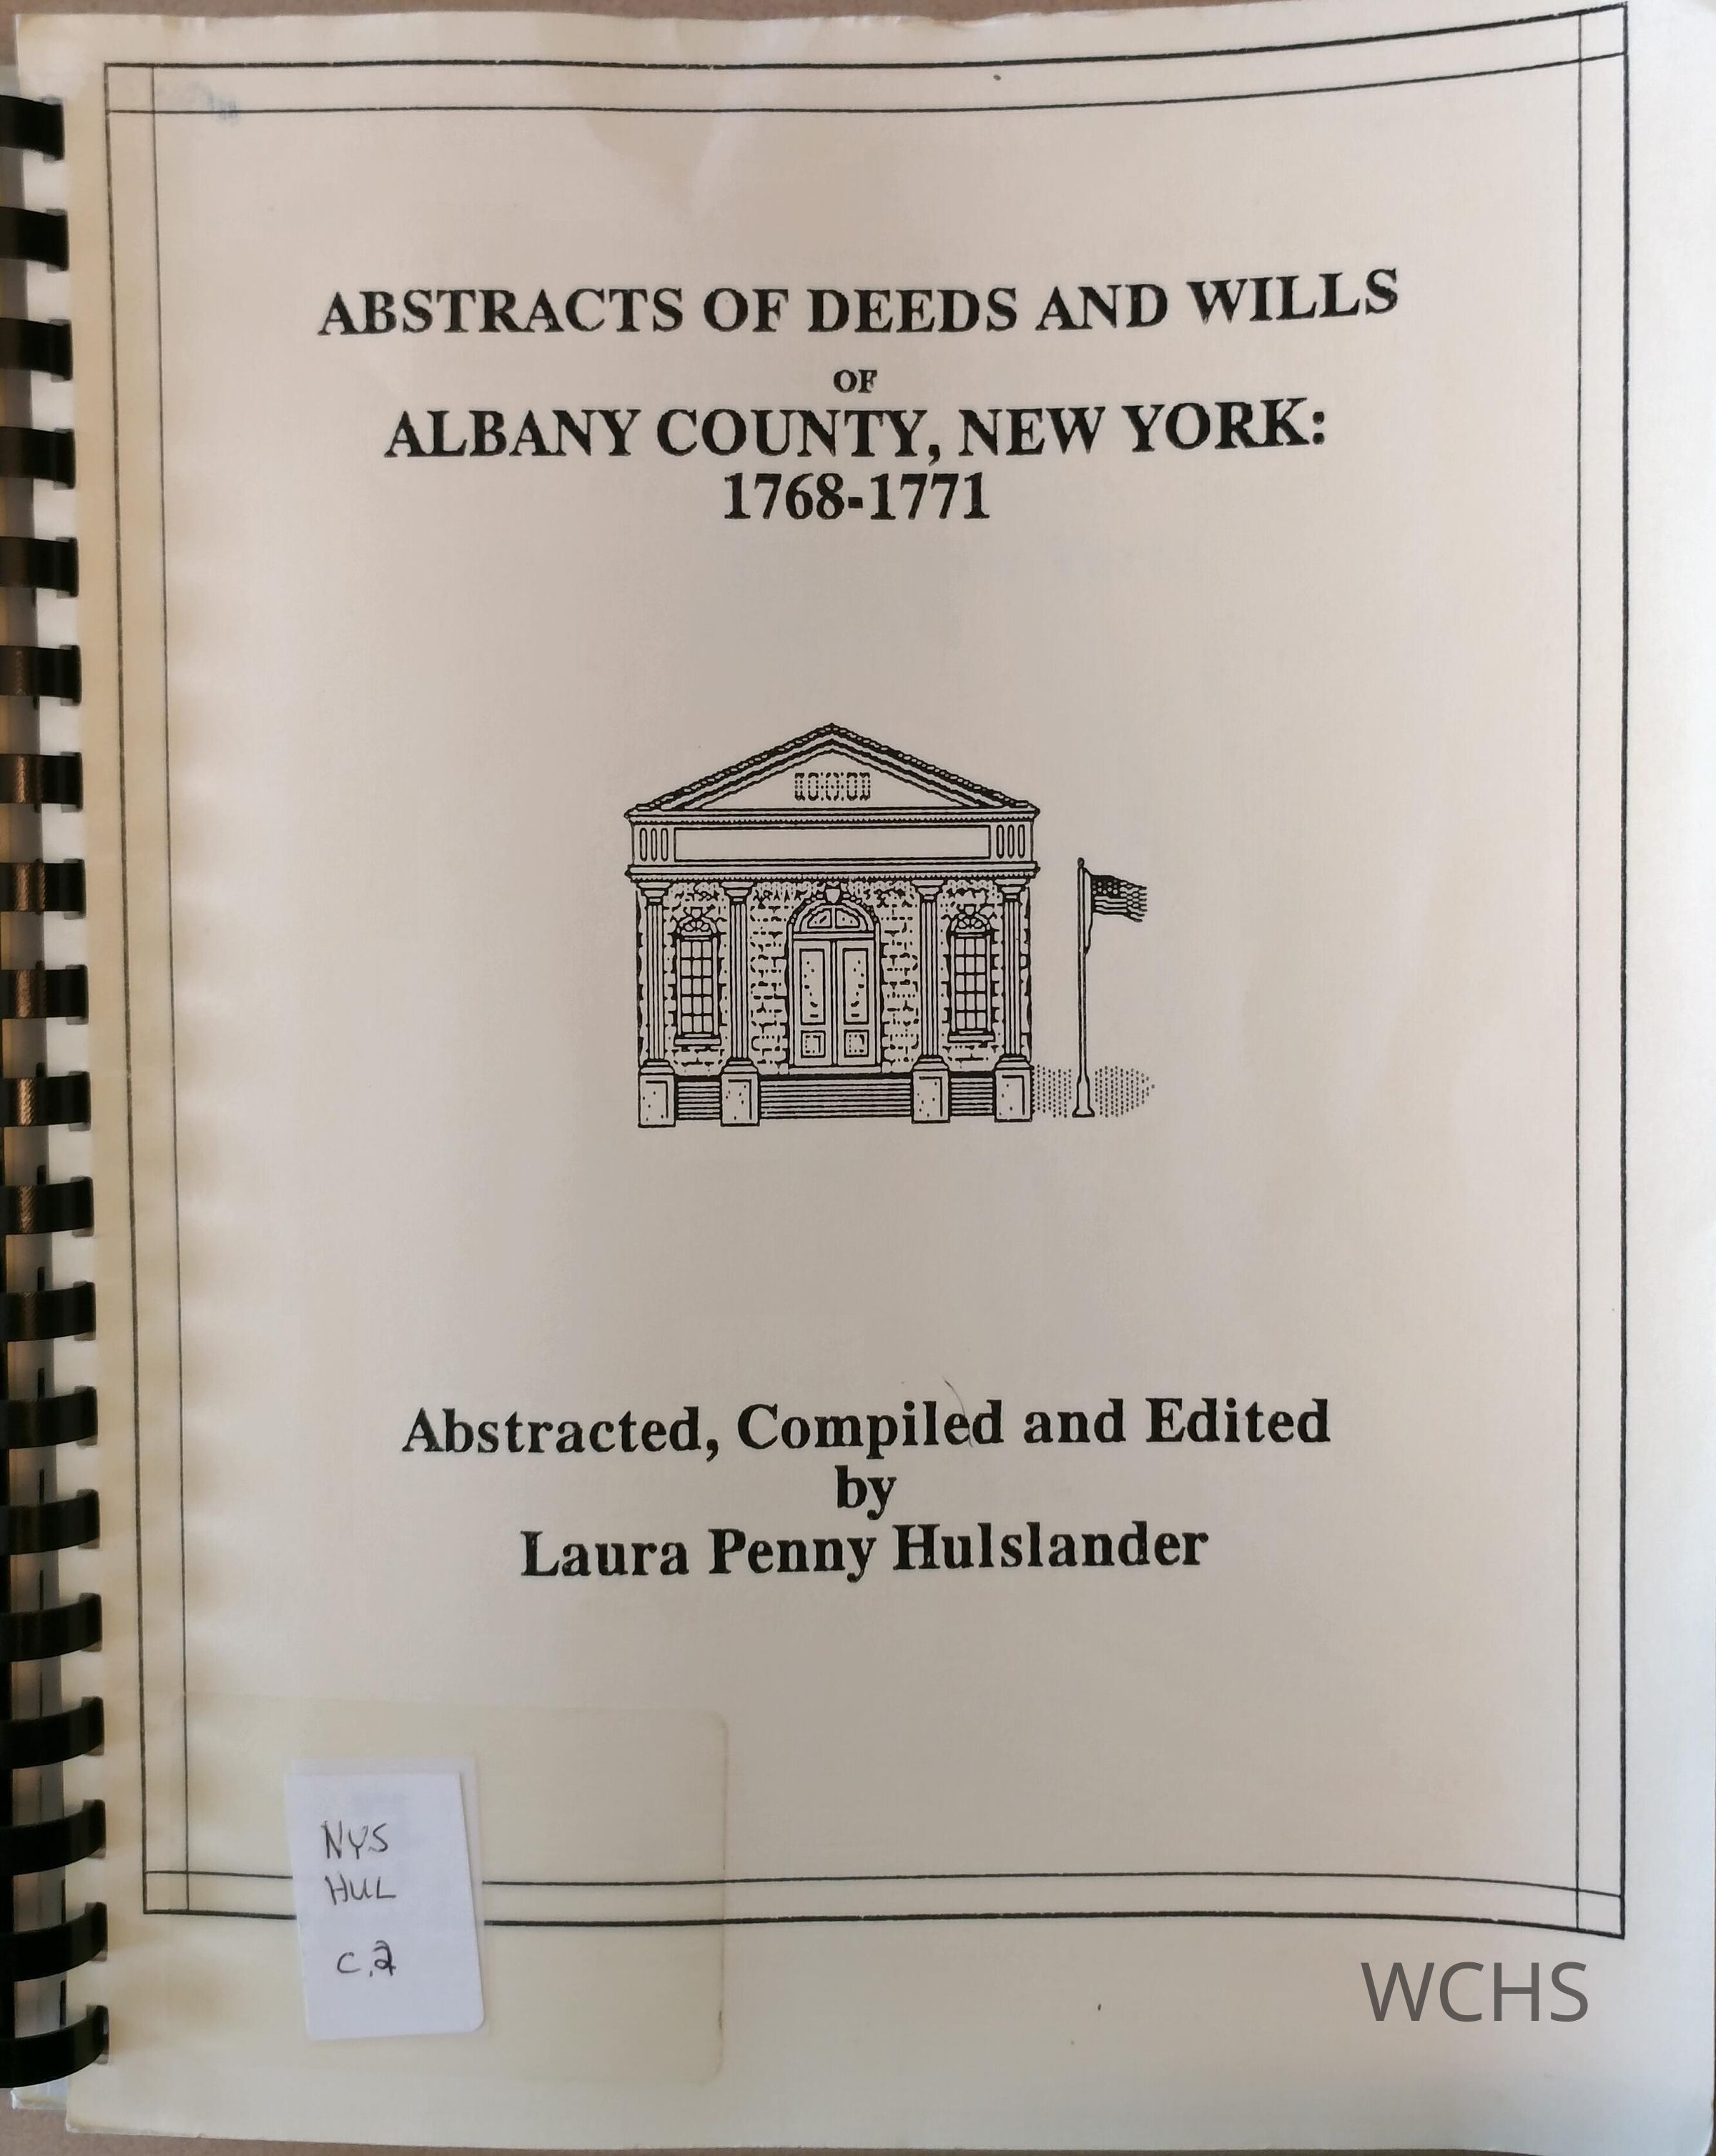 ABSTRACTS OF DEEDS AND WILLS
OF
ALBANY COUNTY, NEW YORK:
1768-1771
Abstracted, Compiled and Edited
by
Laura Penny Hulslander
NYS
HUL
C.2
WCHS